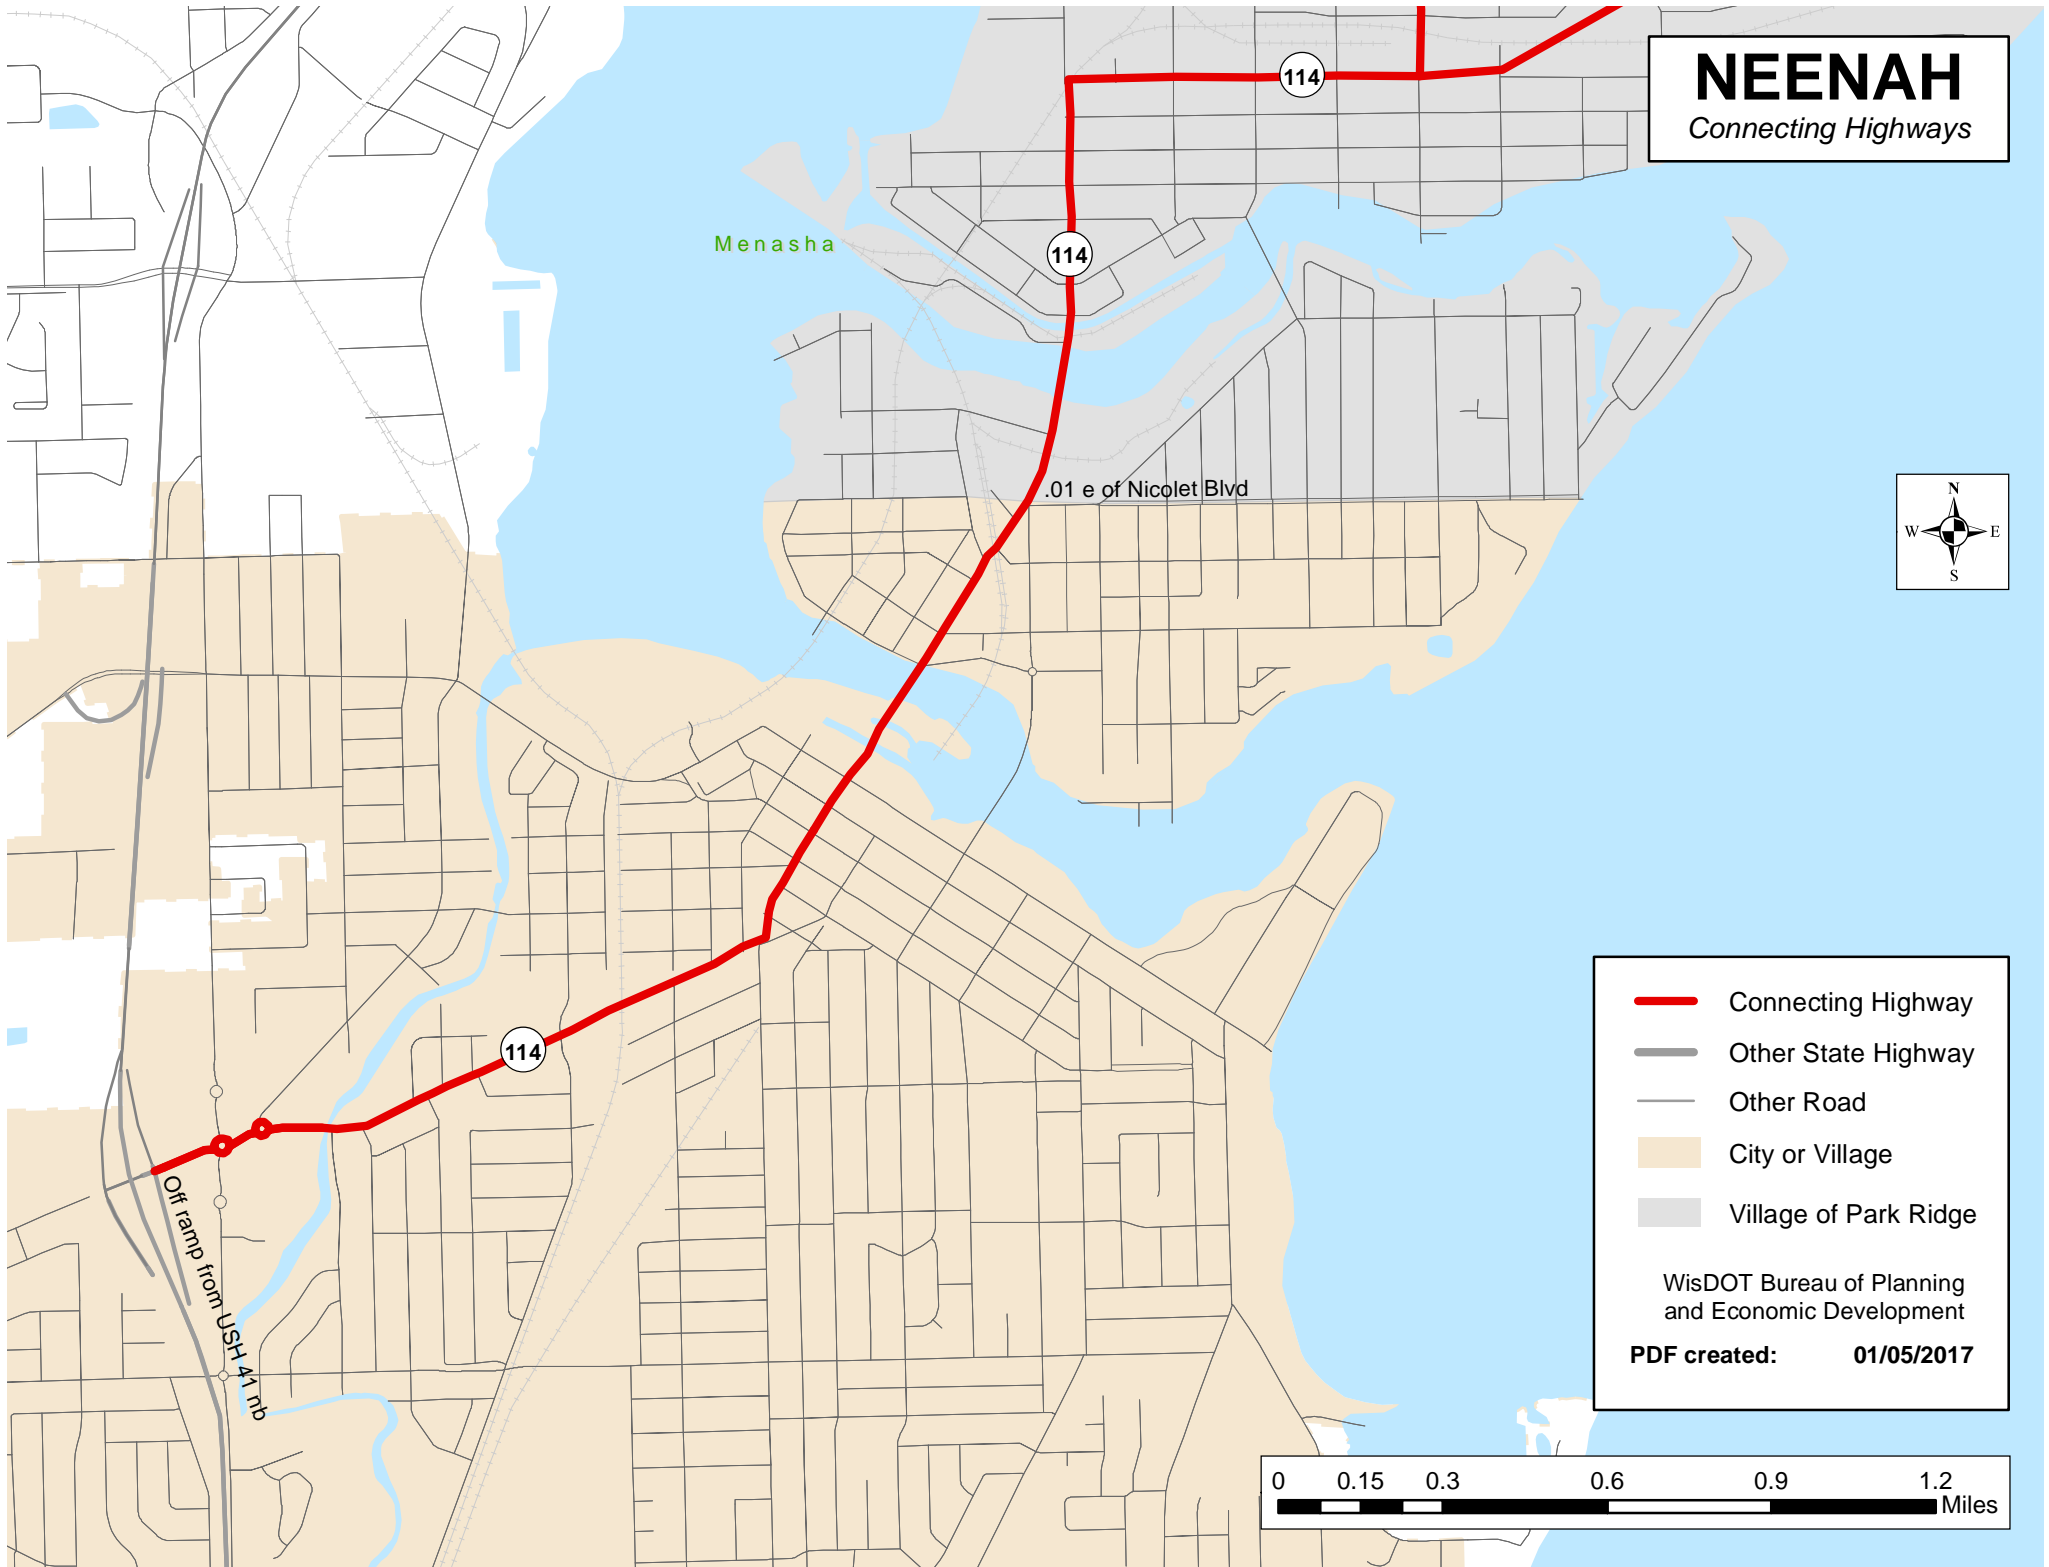 NEENAH
Connecting Highways
114
Menasha
114
.01 e of Nicolet Blvd
N
W E
S
114
Off ramp from USH 41 nb
Connecting Highway
Other State Highway
Other Road
City or Village
Village of Park Ridge
WisDOT Bureau of Planning
and Economic Development
PDF created: 01/05/2017
0 0.15 0.3 0.6 0.9 1.2
Miles